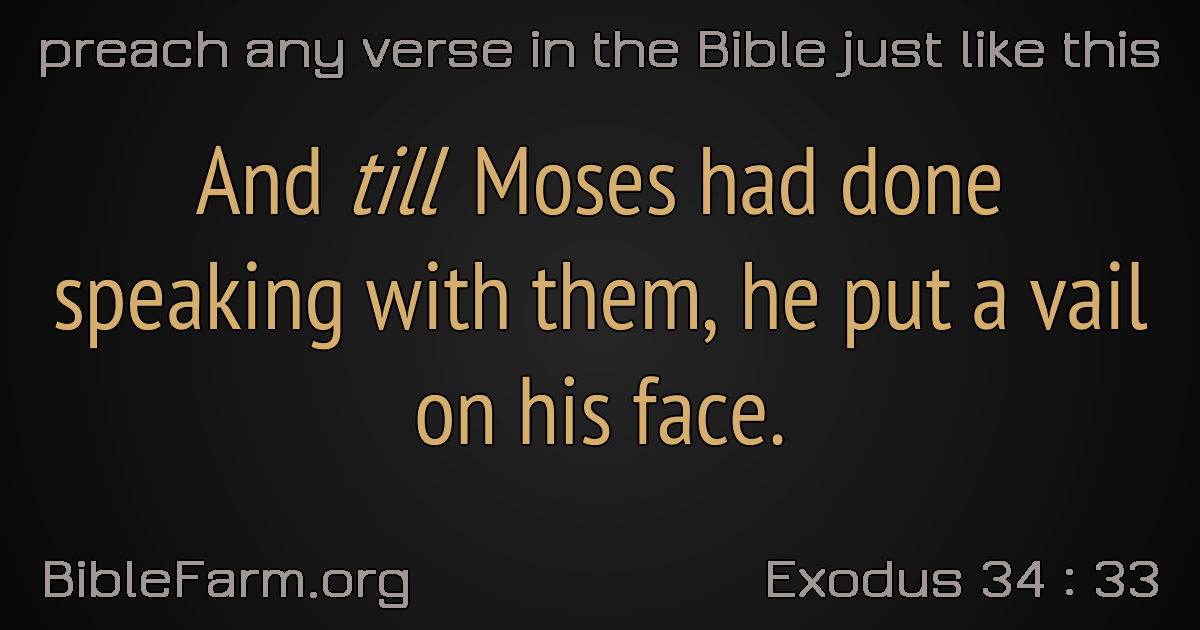 preach any verse in the Bible just like this
And till Moses had done
speaking with them, he put a vail
on his face.
BibleFarm.org
Exodus 34 : 33